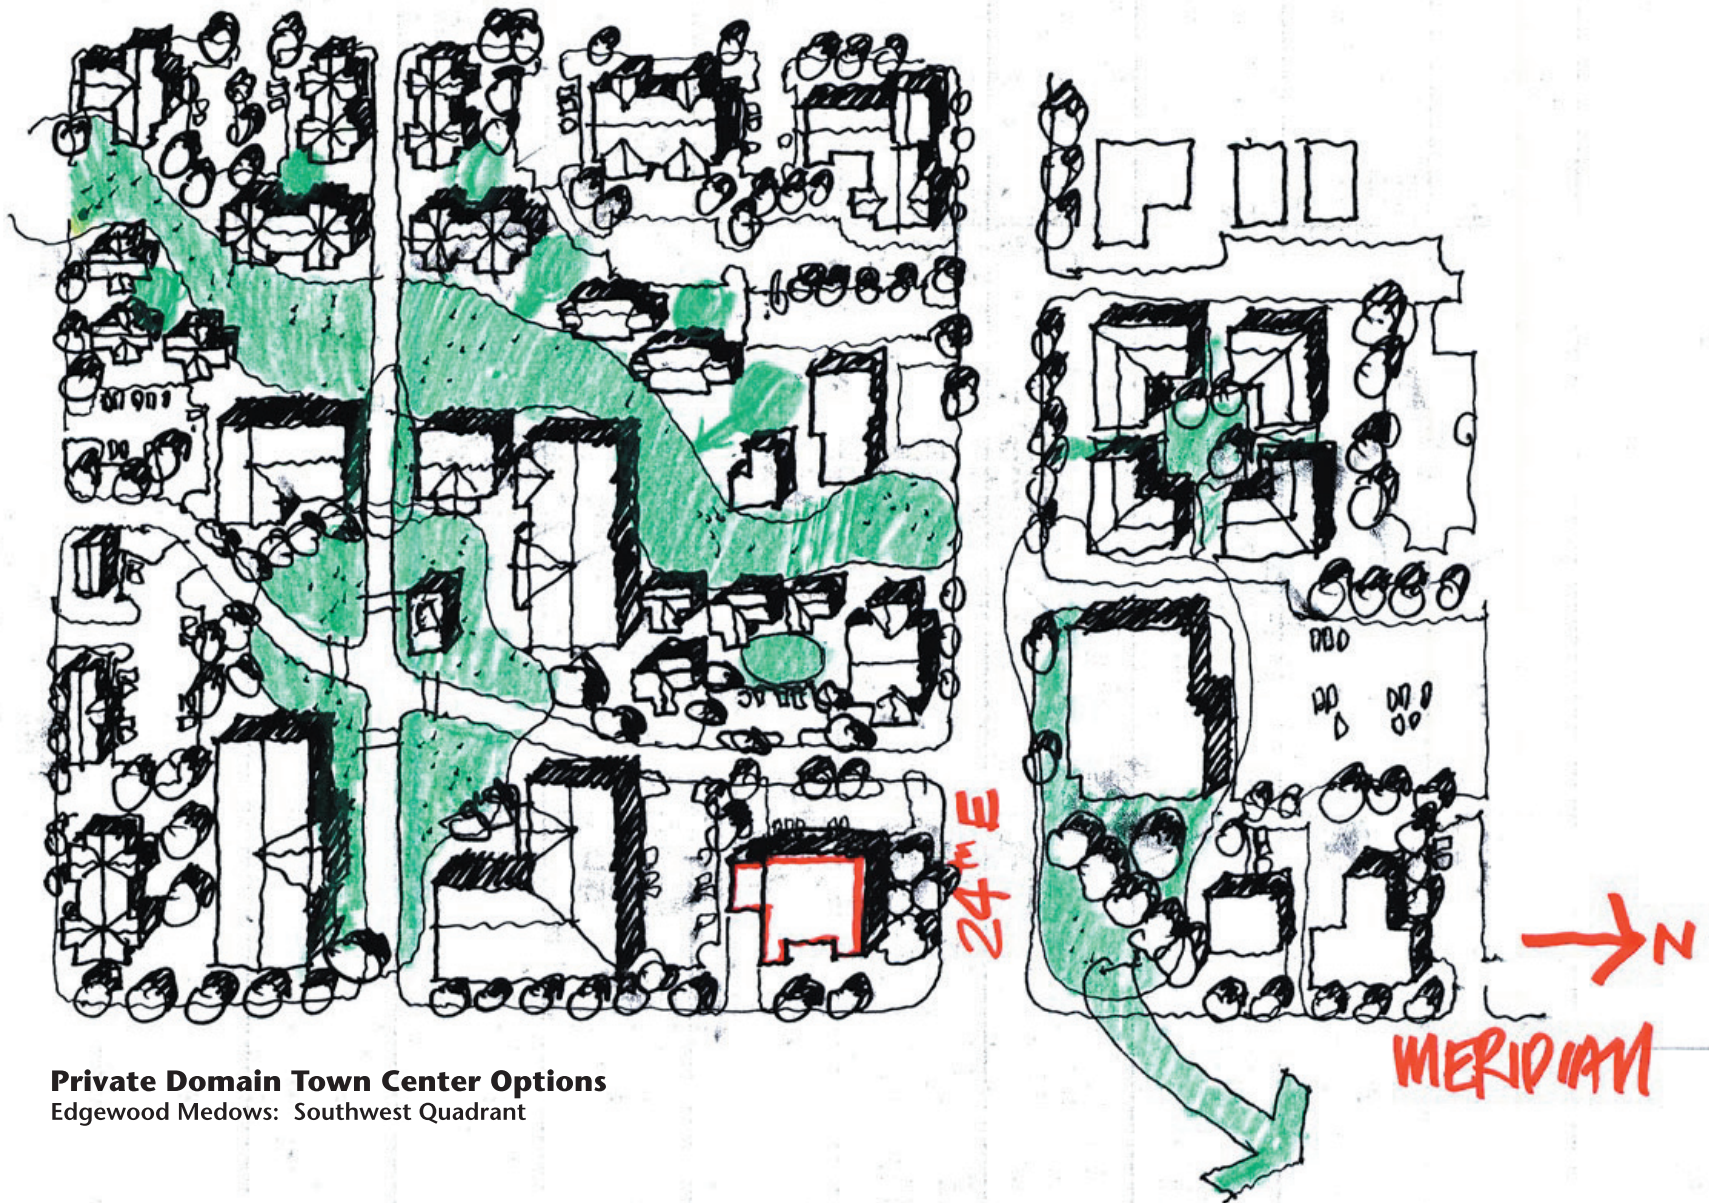 24th E
N
MERIDIAN
Private Domain Town Center Options
Edgewood Medows: Southwest Quadrant